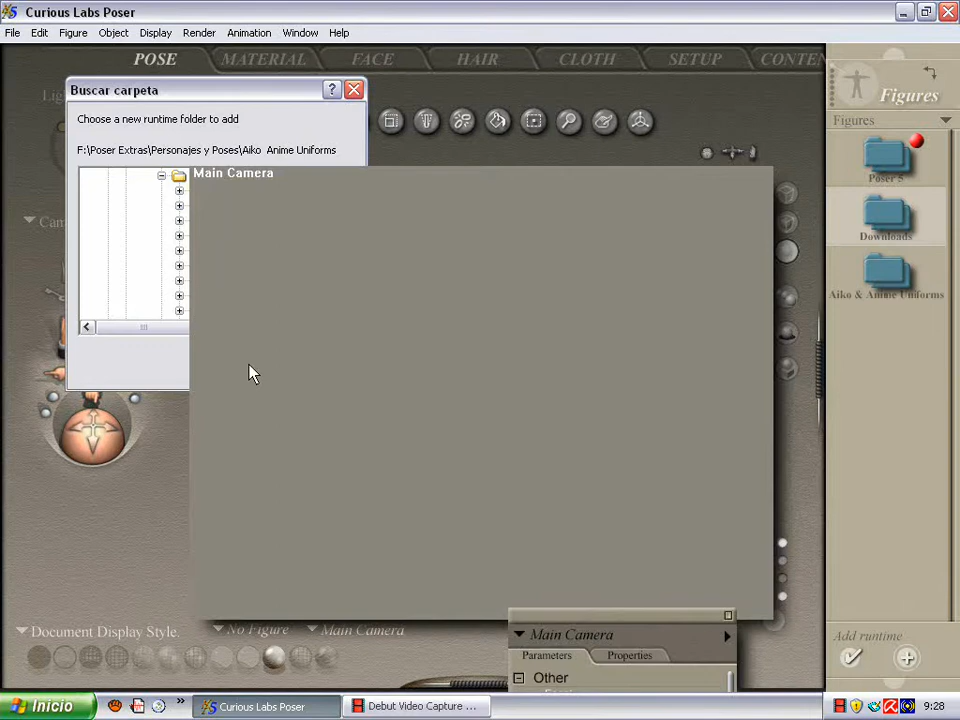 Curious Labs Poser
File Edit Figure Object Display Render Animation Window Help
POSE MATERIAL FACE HAIR CLOTH SETUP CONTEN
Figures
Figures
Poser 5
Downloads
Aiko & Anime Uniforms
Add runtime
Buscar carpeta
Choose a new runtime folder to add
F:\Poser Extras\Personajes y Poses\Aiko Anime Uniforms
Main Camera
Document Display Style.
No Figure Main Camera
Main Camera
Parameters Properties
Other
Inicio
Curious Labs Poser
Debut Video Capture ...
9:28